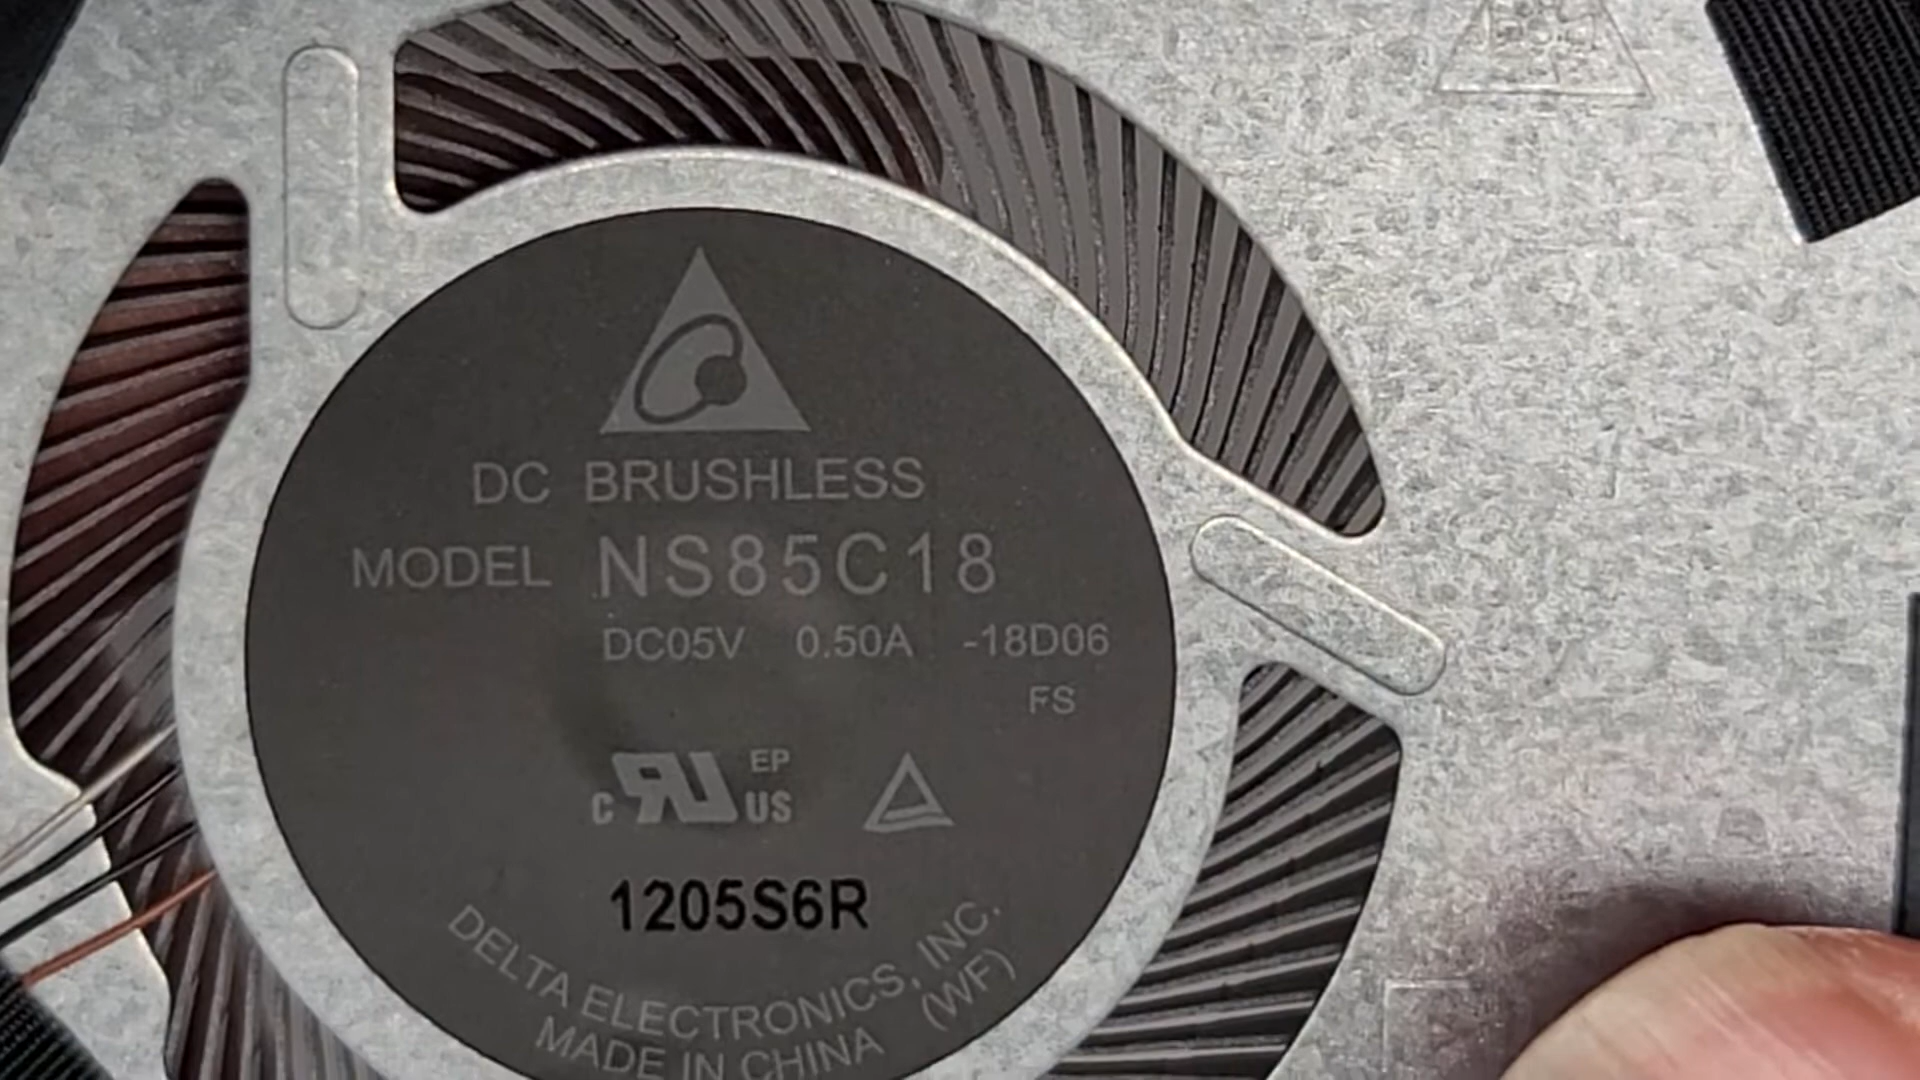 DC BRUSHLESS
MODEL NS85C18
DC05V 0.50A -18D06
FS
C RU US EP
1205S6R
DELTA ELECTRONICS, INC.
MADE IN CHINA (WF)